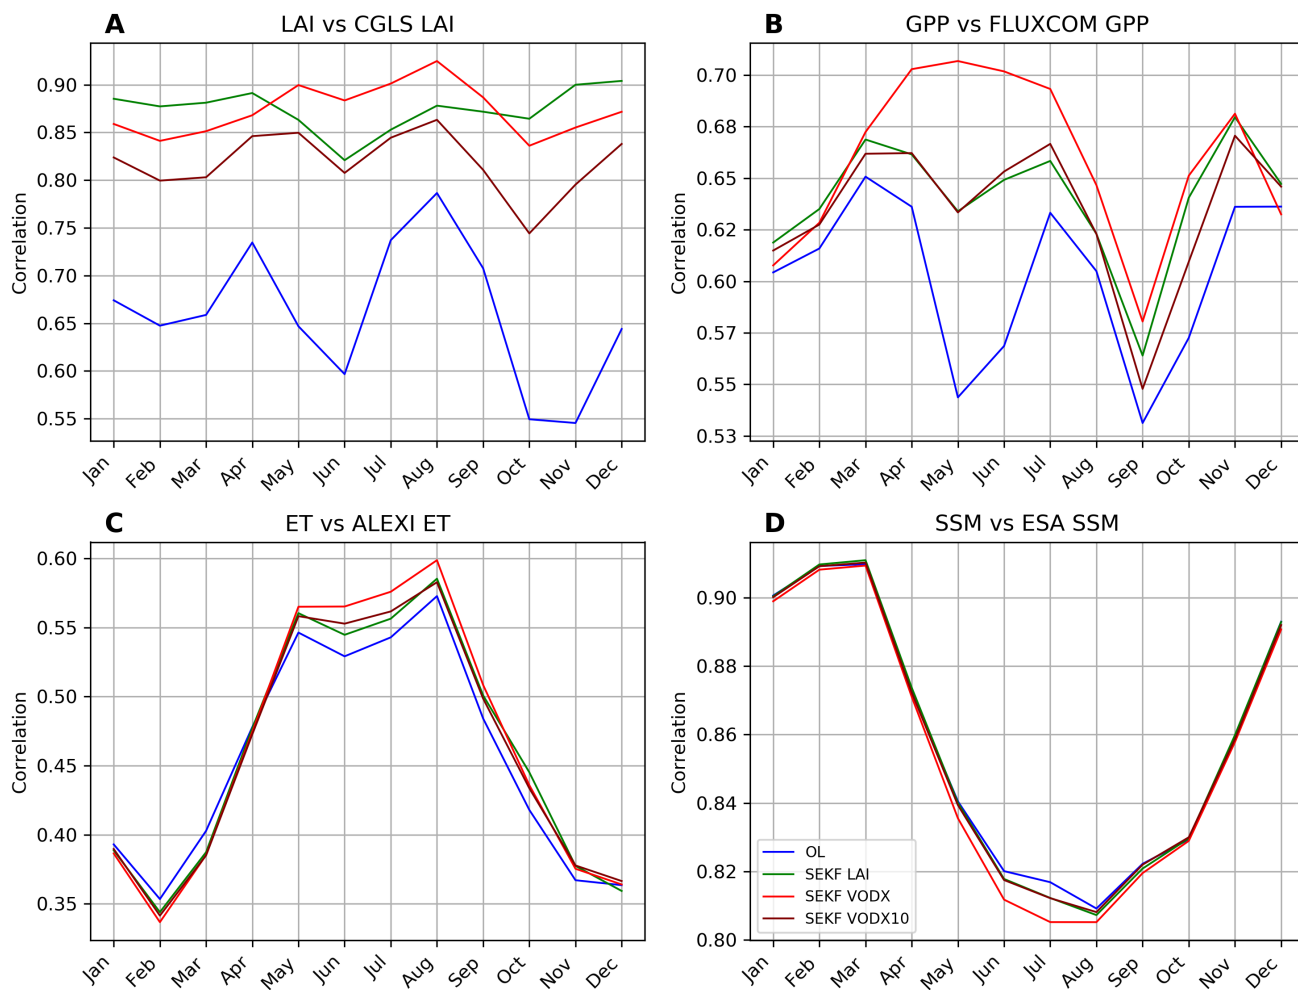 A
LAI vs CGLS LAI
Correlation
0.90
0.85
0.80
0.75
0.70
0.65
0.60
0.55
Jan
Feb
Mar
Apr
May
Jun
Jul
Aug
Sep
Oct
Nov
Dec
B
GPP vs FLUXCOM GPP
Correlation
0.70
0.68
0.65
0.62
0.60
0.57
0.55
0.53
Jan
Feb
Mar
Apr
May
Jun
Jul
Aug
Sep
Oct
Nov
Dec
C
ET vs ALEXI ET
Correlation
0.60
0.55
0.50
0.45
0.40
0.35
Jan
Feb
Mar
Apr
May
Jun
Jul
Aug
Sep
Oct
Nov
Dec
D
SSM vs ESA SSM
Correlation
0.90
0.88
0.86
0.84
0.82
0.80
OL
SEKF LAI
SEKF VODX
SEKF VODX10
Jan
Feb
Mar
Apr
May
Jun
Jul
Aug
Sep
Oct
Nov
Dec